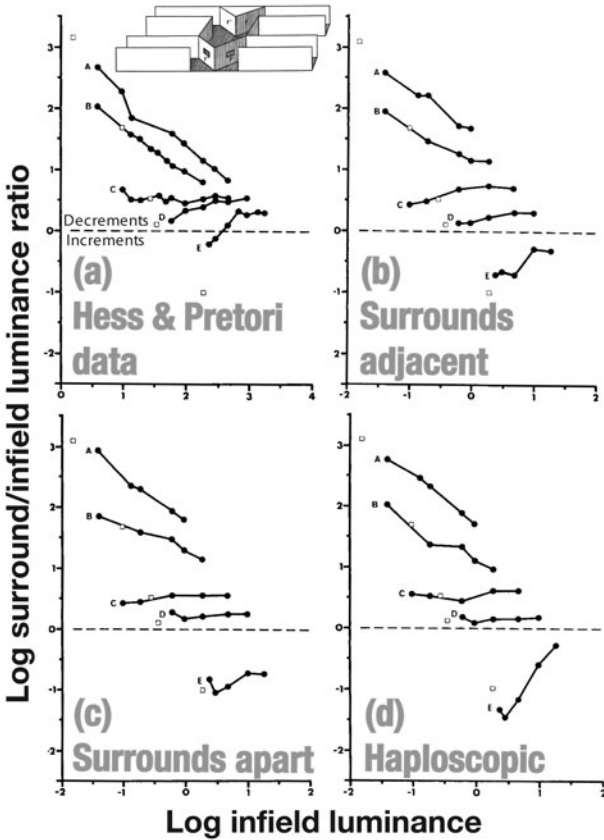 Log surround/infield luminance ratio
3
2
1
0
-1
-2
A
B
C
D
E
Decrements
Increments
(a)
Hess & Pretori
data
0 1 2 3 4
3
2
1
0
-1
-2
A
B
C
D
E
(b)
Surrounds
adjacent
-2 -1 0 1 2
3
2
1
0
-1
-2
A
B
C
D
E
(c)
Surrounds apart
-2 -1 0 1 2
3
2
1
0
-1
-2
A
B
C
D
E
(d)
Haploscopic
-2 -1 0 1 2
Log infield luminance